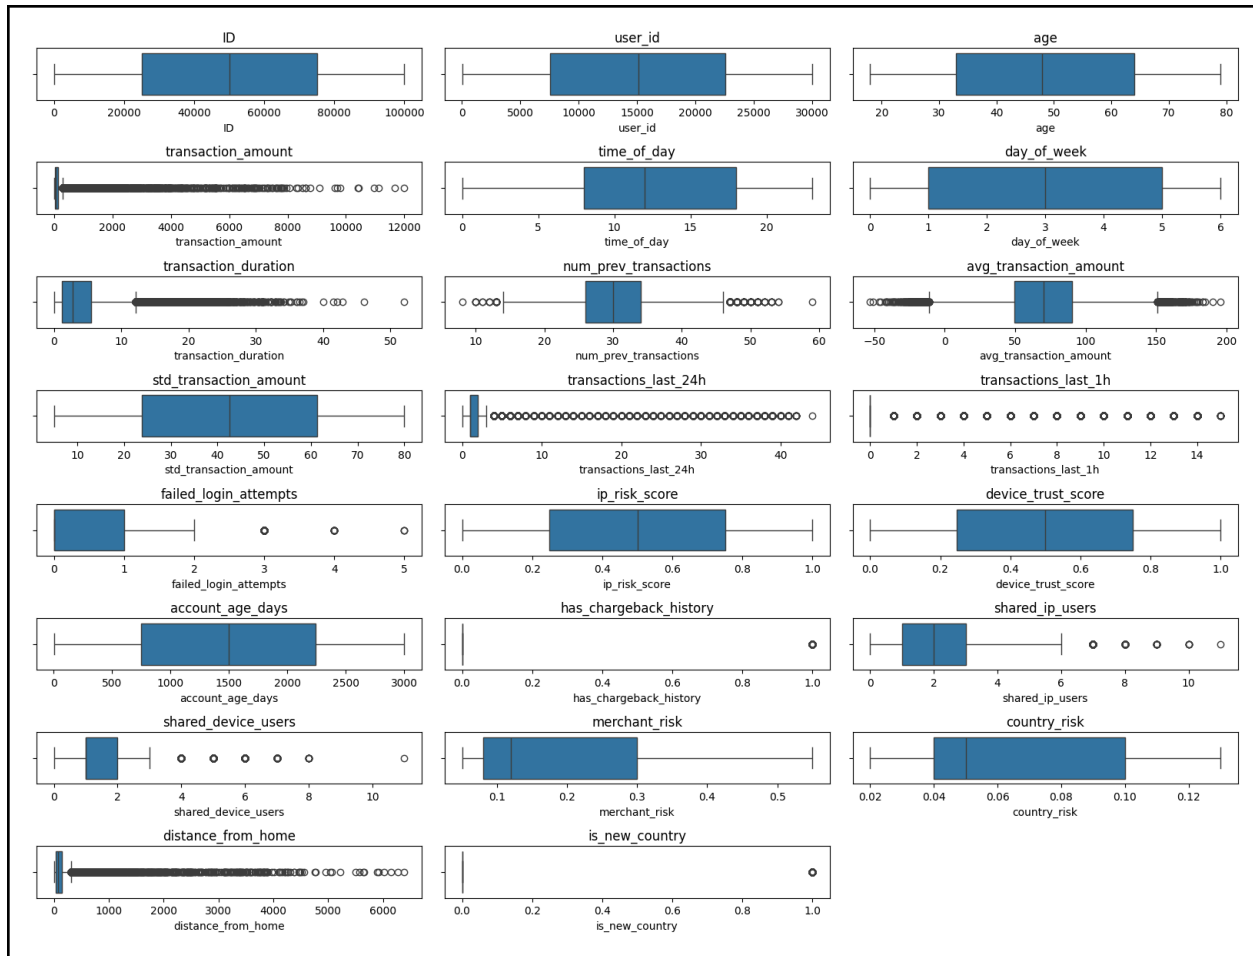 ID
user_id
age
0 20000 40000 60000 80000 100000
0 5000 10000 15000 20000 25000 30000
20 30 40 50 60 70 80
ID
user_id
age
transaction_amount
time_of_day
day_of_week
0 2000 4000 6000 8000 10000 12000
0 5 10 15 20
0 1 2 3 4 5 6
transaction_amount
time_of_day
day_of_week
transaction_duration
num_prev_transactions
avg_transaction_amount
0 10 20 30 40 50
10 20 30 40 50 60
−50 0 50 100 150 200
transaction_duration
num_prev_transactions
avg_transaction_amount
std_transaction_amount
transactions_last_24h
transactions_last_1h
10 20 30 40 50 60 70 80
0 10 20 30 40
0 2 4 6 8 10 12 14
std_transaction_amount
transactions_last_24h
transactions_last_1h
failed_login_attempts
ip_risk_score
device_trust_score
0 1 2 3 4 5
0.0 0.2 0.4 0.6 0.8 1.0
0.0 0.2 0.4 0.6 0.8 1.0
failed_login_attempts
ip_risk_score
device_trust_score
account_age_days
has_chargeback_history
shared_ip_users
0 500 1000 1500 2000 2500 3000
0.0 0.2 0.4 0.6 0.8 1.0
0 2 4 6 8 10
account_age_days
has_chargeback_history
shared_ip_users
shared_device_users
merchant_risk
country_risk
0 2 4 6 8 10
0.1 0.2 0.3 0.4 0.5
0.02 0.04 0.06 0.08 0.10 0.12
shared_device_users
merchant_risk
country_risk
distance_from_home
is_new_country
0 1000 2000 3000 4000 5000 6000
0.0 0.2 0.4 0.6 0.8 1.0
distance_from_home
is_new_country